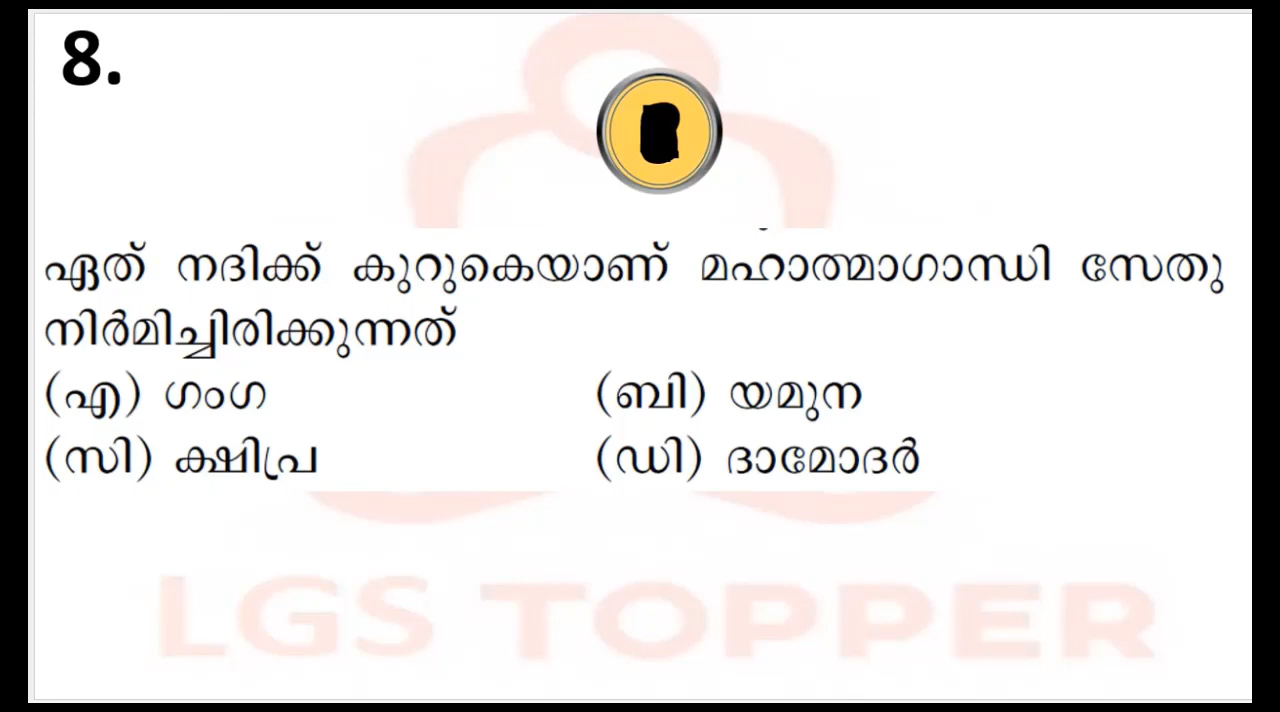 8.
ഏത് നദിക്ക് കുറുകെയാണ് മഹാത്മാഗാന്ധി സേതു
നിർമിച്ചിരിക്കുന്നത്
(എ) ഗംഗ (ബി) യമുന
(സി) ക്ഷിപ്ര (ഡി) ദാമോദർ
LGS TOPPER